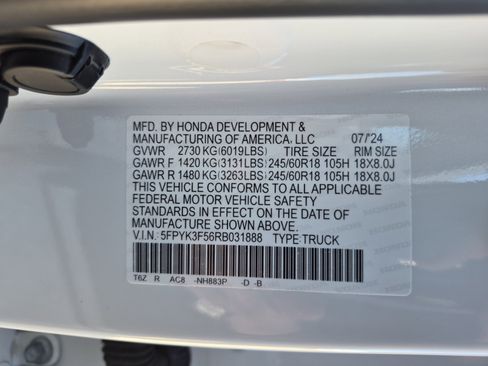 MFD. BY HONDA DEVELOPMENT &
MANUFACTURING OF AMERICA, LLC 07/'24
GVWR 2730 KG(6019LBS) TIRE SIZE RIM SIZE
GAWR F 1420 KG(3131LBS) 245/60R18 105H 18X8.0J
GAWR R 1480 KG(3263LBS) 245/60R18 105H 18X8.0J
THIS VEHICLE CONFORMS TO ALL APPLICABLE
FEDERAL MOTOR VEHICLE SAFETY
STANDARDS IN EFFECT ON THE DATE OF
MANUFACTURE SHOWN ABOVE.
V.I.N.: 5FPYK3F56RB031888 TYPE:TRUCK
T6Z R AC8 -NH883P -D -B